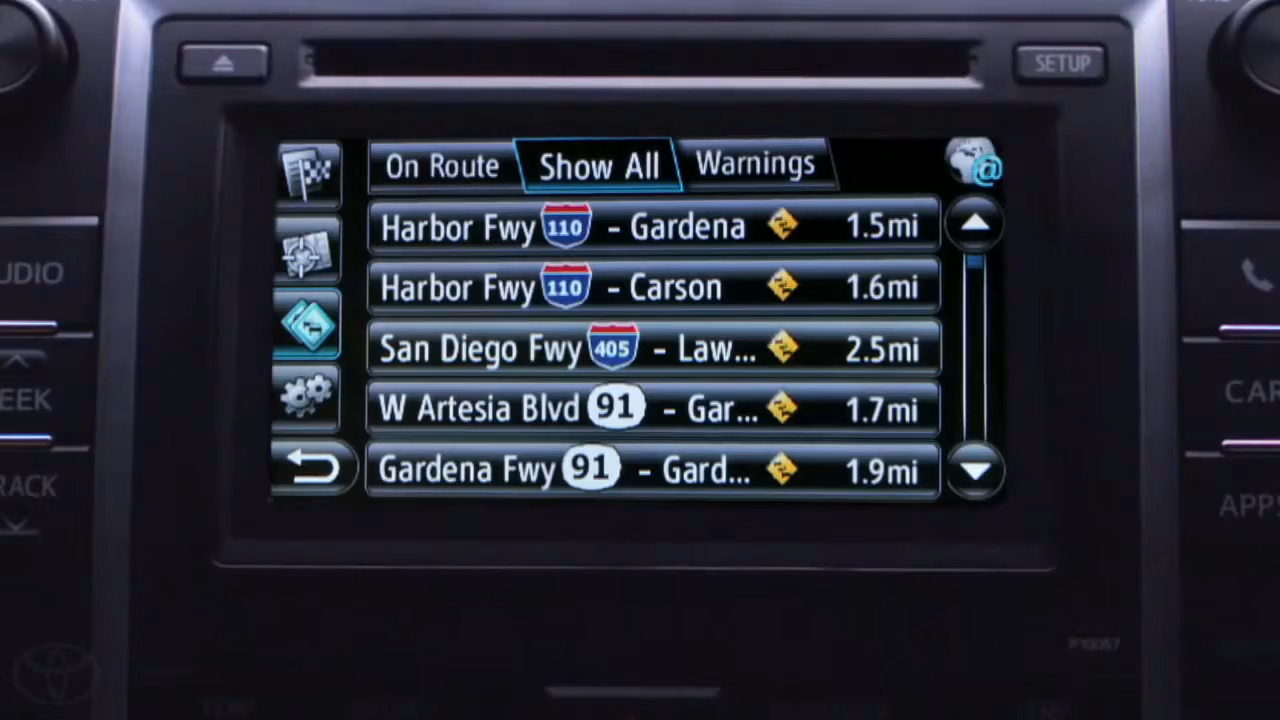 SETUP
On Route Show All Warnings
@
Harbor Fwy 110 - Gardena 1.5mi
Harbor Fwy 110 - Carson 1.6mi
San Diego Fwy 405 - Law... 2.5mi
W Artesia Blvd 91 - Gar... 1.7mi
Gardena Fwy 91 - Gard... 1.9mi
UDIO
EEK
RACK
CAR
APPS
P10057